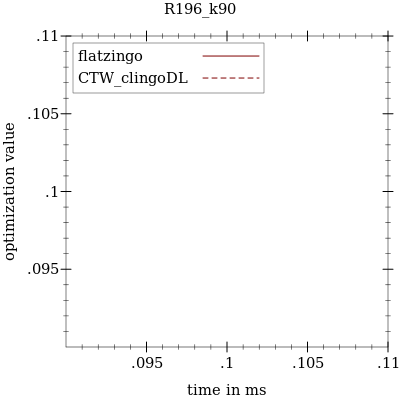 R196_k90
.11
flatzingo
CTW_clingoDL
.105
.1
.095
optimization value
.095 .1 .105 .11
time in ms